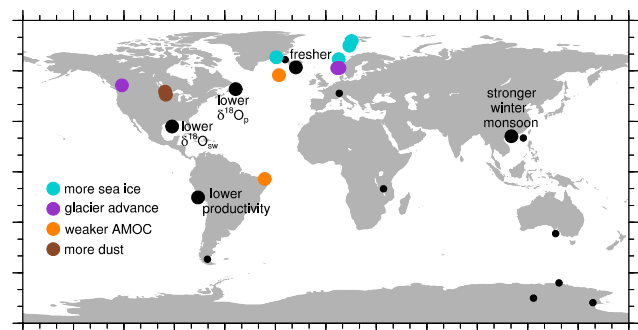 fresher
lower
δ¹⁸Oₚ
stronger
winter
monsoon
lower
δ¹⁸Osw
lower
productivity
more sea ice
glacier advance
weaker AMOC
more dust